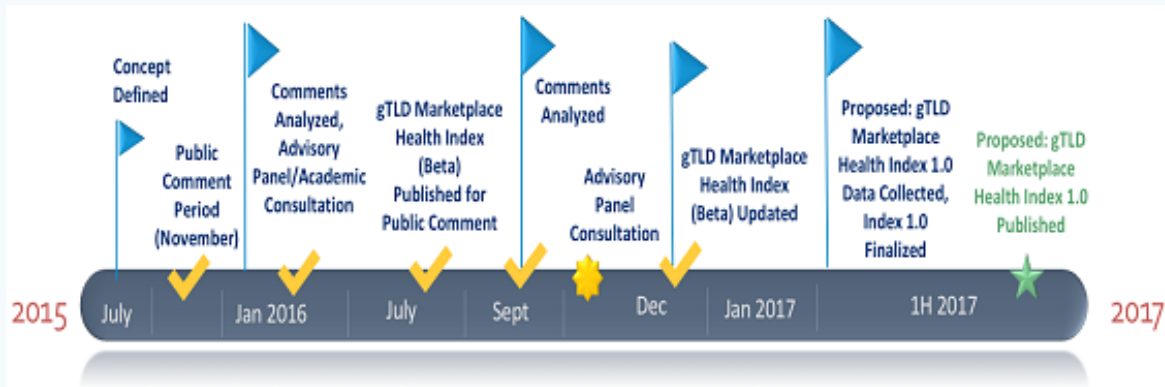 Concept
Defined
Public
Comment
Period
(November)
Comments
Analyzed,
Advisory
Panel/Academic
Consultation
gTLD Marketplace
Health Index
(Beta)
Published for
Public Comment
Comments
Analyzed
Advisory
Panel
Consultation
gTLD Marketplace
Health Index
(Beta) Updated
Proposed: gTLD
Marketplace
Health Index 1.0
Data Collected,
Index 1.0
Finalized
Proposed: gTLD
Marketplace
Health Index 1.0
Published
2015
July
Jan 2016
July
Sept
Dec
Jan 2017
1H 2017
2017